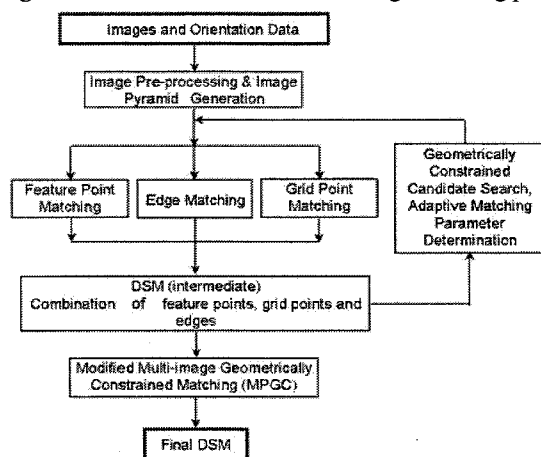 Images and Orientation Data
Image Pre-processing & Image
Pyramid Generation
Feature Point
Matching
Edge Matching
Grid Point
Matching
Geometrically
Constrained
Candidate Search,
Adaptive Matching
Parameter
Determination
DSM (intermediate)
Combination of feature points, grid points and
edges
Modified Multi-image Geometrically
Constrained Matching (MPGC)
Final DSM